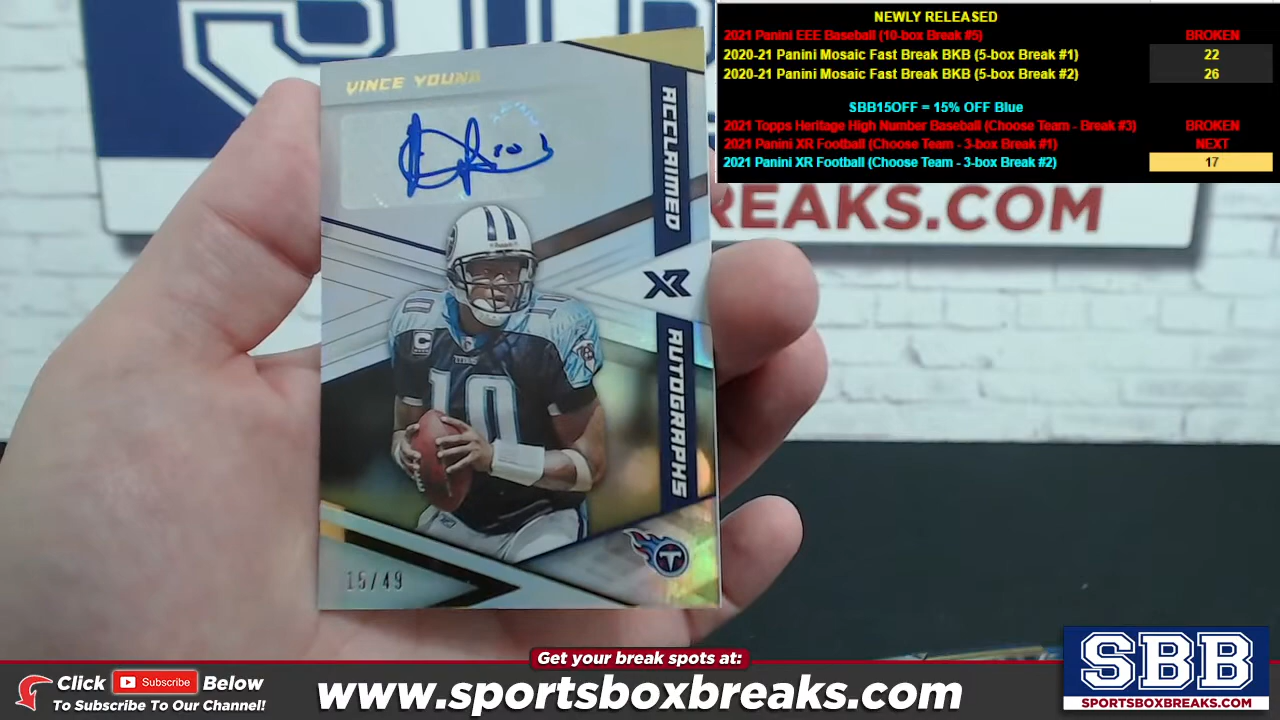 NEWLY RELEASED
2021 Panini EEE Baseball (10-box Break #5) BROKEN
2020-21 Panini Mosaic Fast Break BKB (5-box Break #1) 22
2020-21 Panini Mosaic Fast Break BKB (5-box Break #2) 26
SBB15OFF = 15% OFF Blue
2021 Topps Heritage High Number Baseball (Choose Team - Break #3) BROKEN
2021 Panini XR Football (Choose Team - 3-box Break #1) NEXT
2021 Panini XR Football (Choose Team - 3-box Break #2) 17
REAKS.COM
VINCE YOUNG
ACCLAIMED
XR
AUTOGRAPHS
10
C
TITANS
10
T
15/49
Get your break spots at:
Click Subscribe Below
To Subscribe To Our Channel!
www.sportsboxbreaks.com
SBB
SPORTSBOXBREAKS.COM